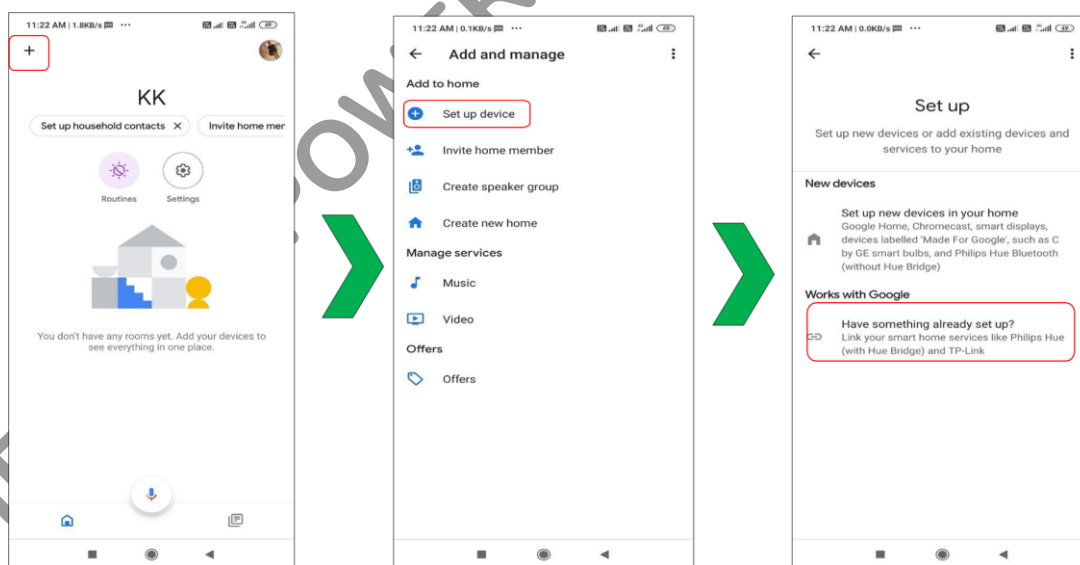 11:22 AM | 1.8KB/s ··· 49
+
KK
Set up household contacts X
Invite home mer
Routines
Settings
You don't have any rooms yet. Add your devices to
see everything in one place.
11:22 AM | 0.1KB/s ··· 49
Add and manage
Add to home
Set up device
Invite home member
Create speaker group
Create new home
Manage services
Music
Video
Offers
Offers
11:22 AM | 0.0KB/s ··· 49
Set up
Set up new devices or add existing devices and
services to your home
New devices
Set up new devices in your home
Google Home, Chromecast, smart displays,
devices labelled 'Made For Google', such as C
by GE smart bulbs, and Philips Hue Bluetooth
(without Hue Bridge)
Works with Google
Have something already set up?
Link your smart home services like Philips Hue
(with Hue Bridge) and TP-Link